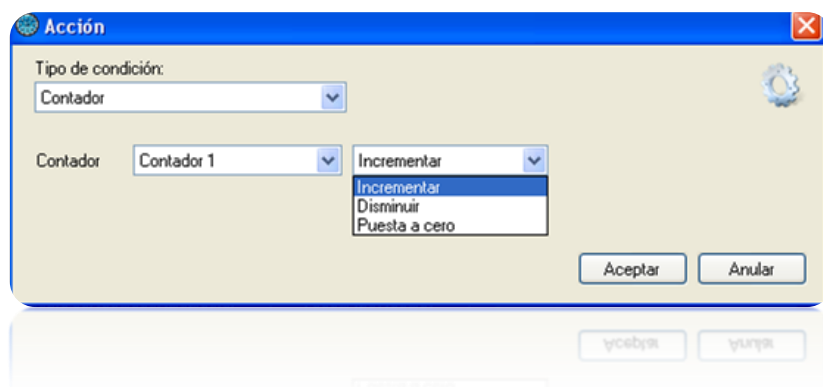 Acción
Tipo de condición:
Contador
Contador Contador 1 Incrementar
Incrementar
Disminuir
Puesta a cero
Aceptar Anular